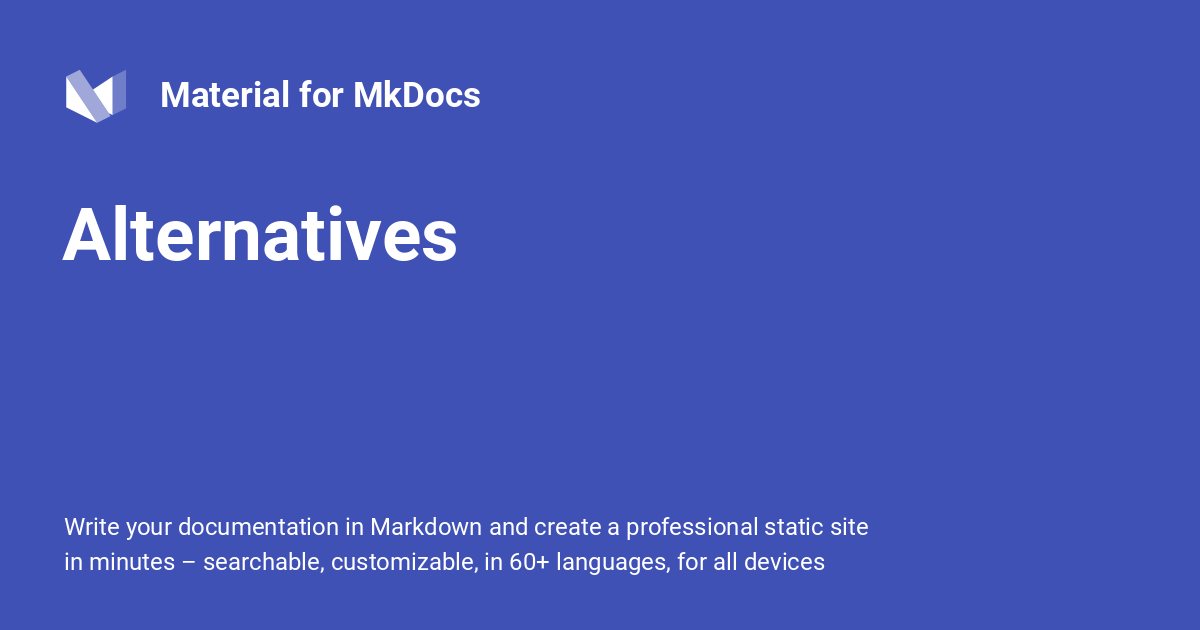 Material for MkDocs
Alternatives
Write your documentation in Markdown and create a professional static site
in minutes – searchable, customizable, in 60+ languages, for all devices